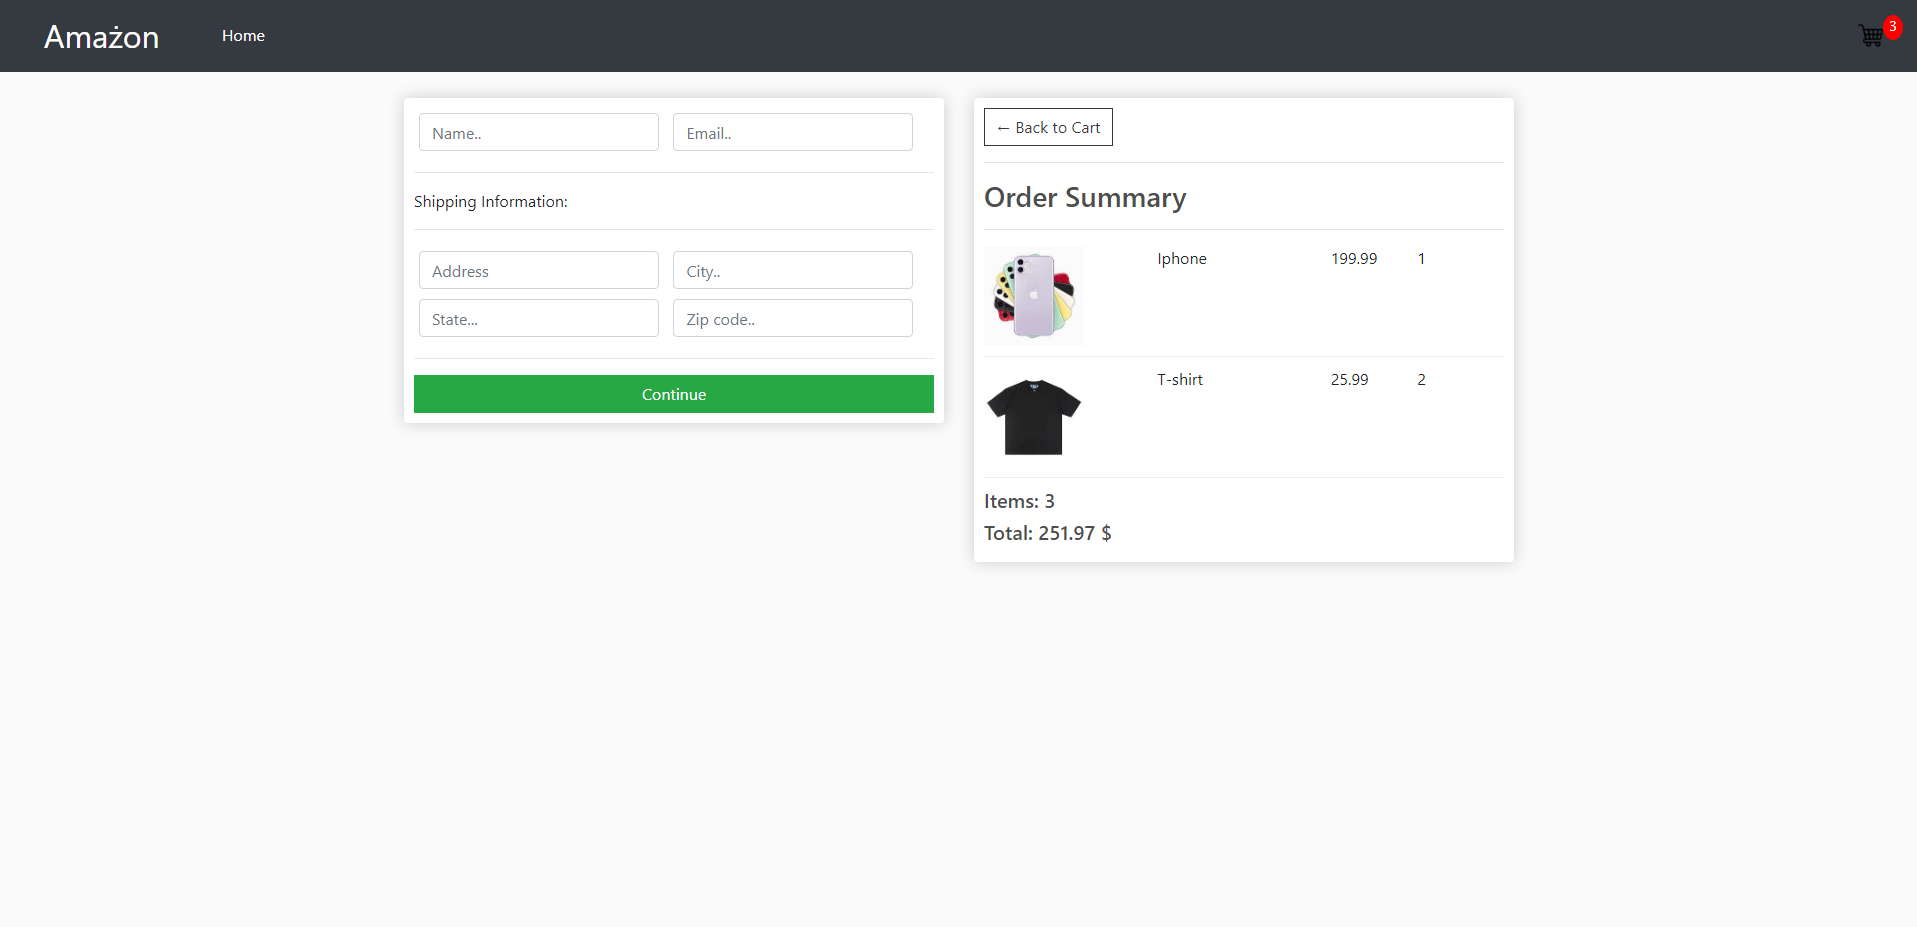 Amażon
Home
3
Name..
Email..
Shipping Information:
Address
City..
State...
Zip code..
Continue
← Back to Cart
Order Summary
Iphone 199.99 1
T-shirt 25.99 2
Items: 3
Total: 251.97 $